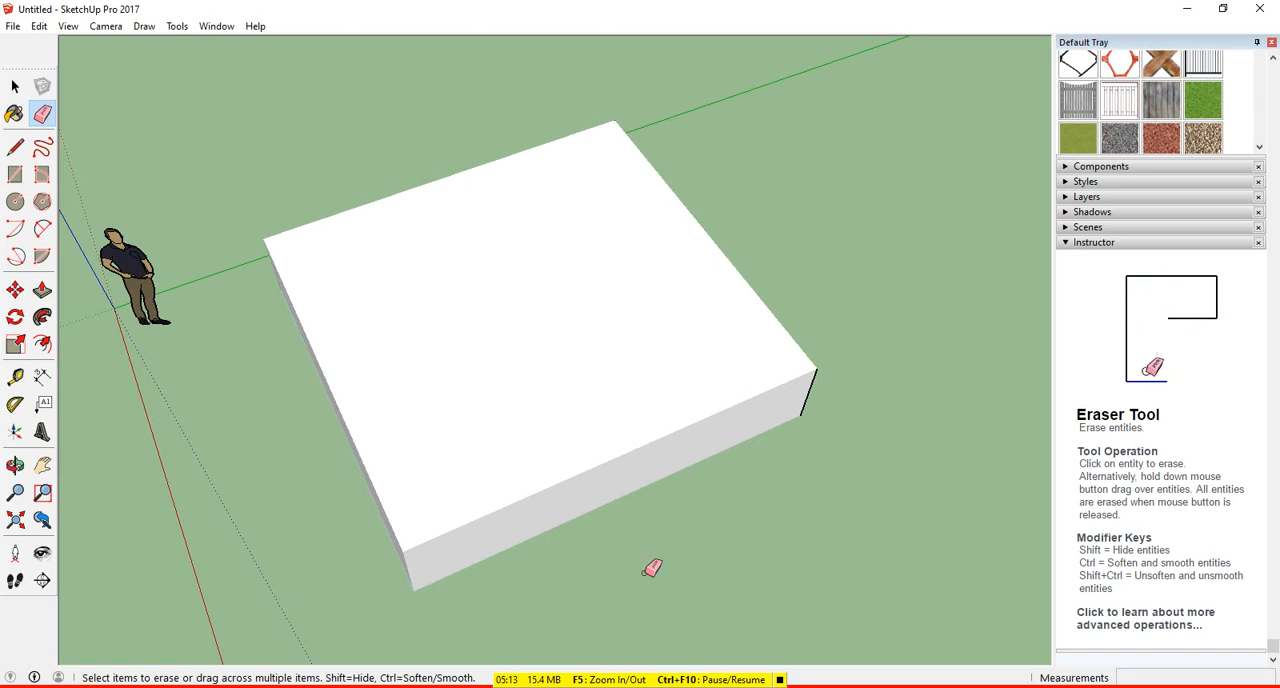 Untitled - SketchUp Pro 2017
File Edit View Camera Draw Tools Window Help
Default Tray
Components
Styles
Layers
Shadows
Scenes
Instructor
Eraser Tool
Erase entities.
Tool Operation
Click on entity to erase.
Alternatively, hold down mouse
button drag over entities. All entities
are erased when mouse button is
released.
Modifier Keys
Shift = Hide entities
Ctrl = Soften and smooth entities
Shift+Ctrl = Unsoften and unsmooth
entities
Click to learn about more
advanced operations...
A1
Select items to erase or drag across multiple items. Shift=Hide, Ctrl=Soften/Smooth.
05:13 15.4 MB F5: Zoom In/Out Ctrl+F10: Pause/Resume
Measurements